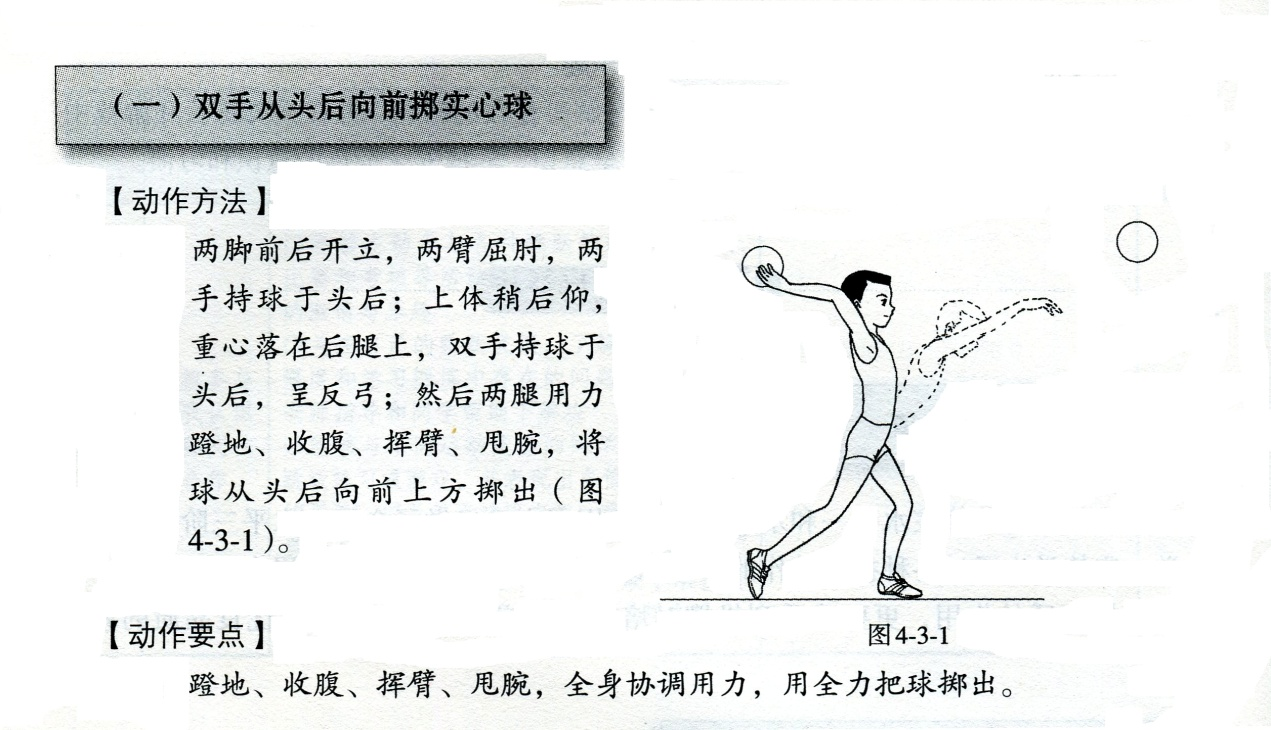 （一）双手从头后向前掷实心球
【动作方法】
两脚前后开立，两臂屈肘，两
手持球于头后；上体稍后仰，
重心落在后腿上，双手持球于
头后，呈反弓；然后两腿用力
蹬地、收腹、挥臂、甩腕，将
球从头后向前上方掷出（图
4-3-1）。
图4-3-1
【动作要点】
蹬地、收腹、挥臂、甩腕，全身协调用力，用全力把球掷出。